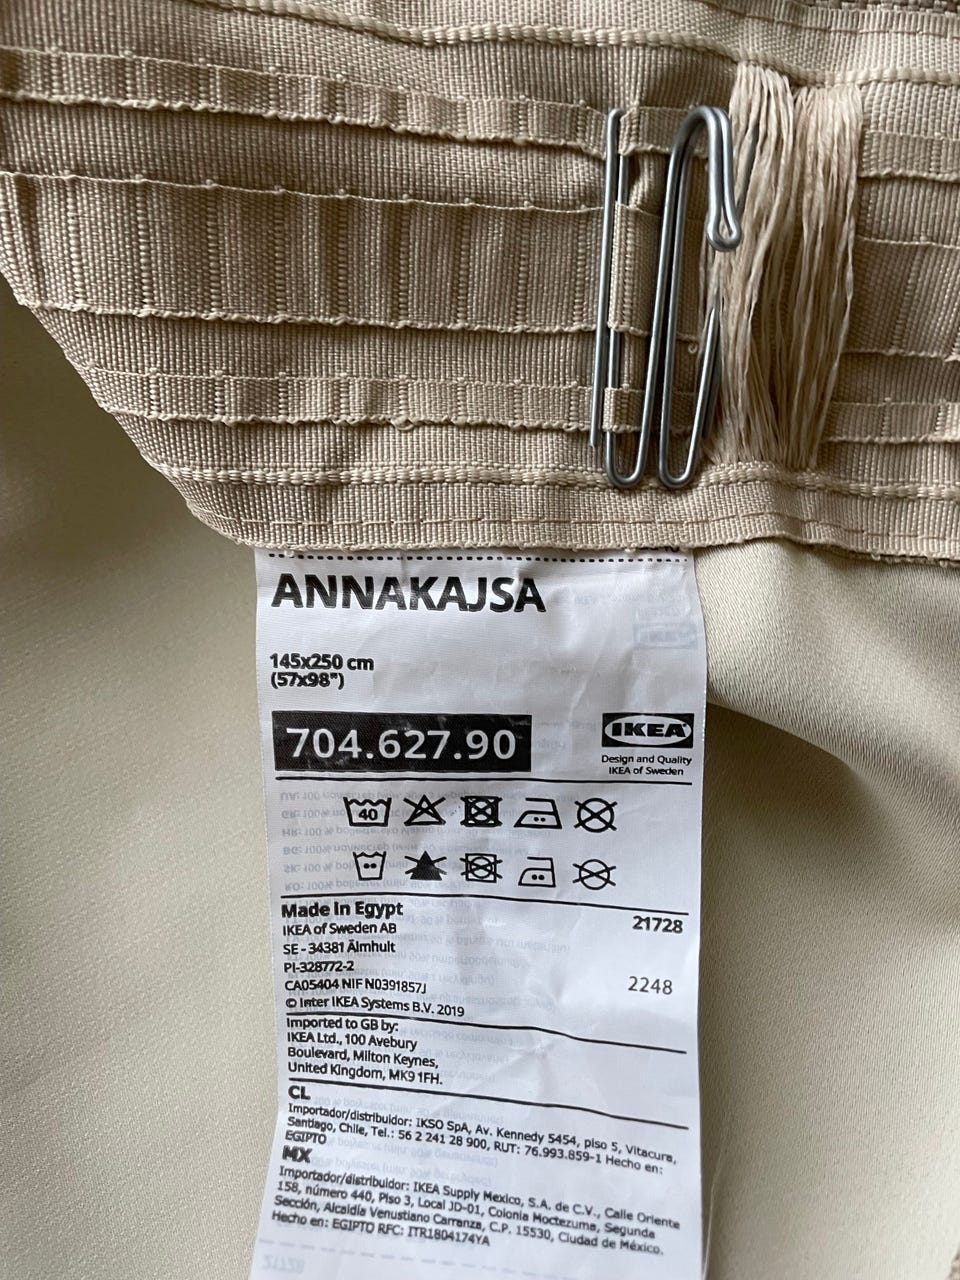 ANNAKAJSA
145x250 cm
(57x98")
704.627.90
IKEA
Design and Quality
IKEA of Sweden
40
Made in Egypt
21728
IKEA of Sweden AB
SE - 34381 Älmhult
PI-328772-2
CA05404 NIF N0391857J
2248
© Inter IKEA Systems B.V. 2019
Imported to GB by:
IKEA Ltd., 100 Avebury
Boulevard, Milton Keynes,
United Kingdom, MK9 1FH.
CL
Importador/distribuidor: IKSO SpA, Av. Kennedy 5454, piso 5, Vitacura,
Santiago, Chile, Tel.: 56 2 241 28 900, RUT: 76.993.859-1 Hecho en:
EGIPTO
MX
Importador/distribuidor: IKEA Supply Mexico, S.A. de C.V., Calle Oriente
158, número 440, Piso 3, Local JD-01, Colonia Moctezuma, Segunda
Sección, Alcaldía Venustiano Carranza, C.P. 15530, Ciudad de México.
Hecho en: EGIPTO RFC: ITR1804174YA